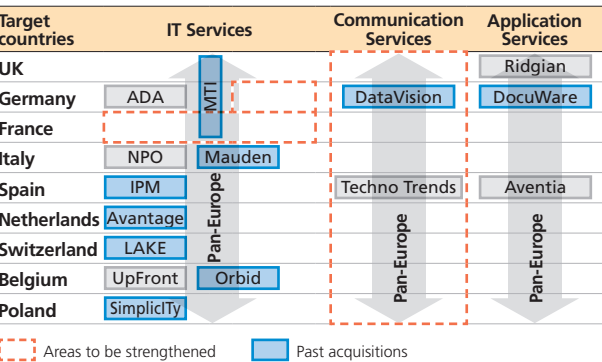 Target countries
IT Services
Communication Services
Application Services
UK
MTI
Ridgian
Germany
ADA
DataVision
DocuWare
France
Italy
NPO
Mauden
Spain
IPM
Techno Trends
Aventia
Netherlands
Avantage
Switzerland
LAKE
Belgium
UpFront
Orbid
Poland
SimplicITy
Pan-Europe
Pan-Europe
Pan-Europe
Areas to be strengthened
Past acquisitions